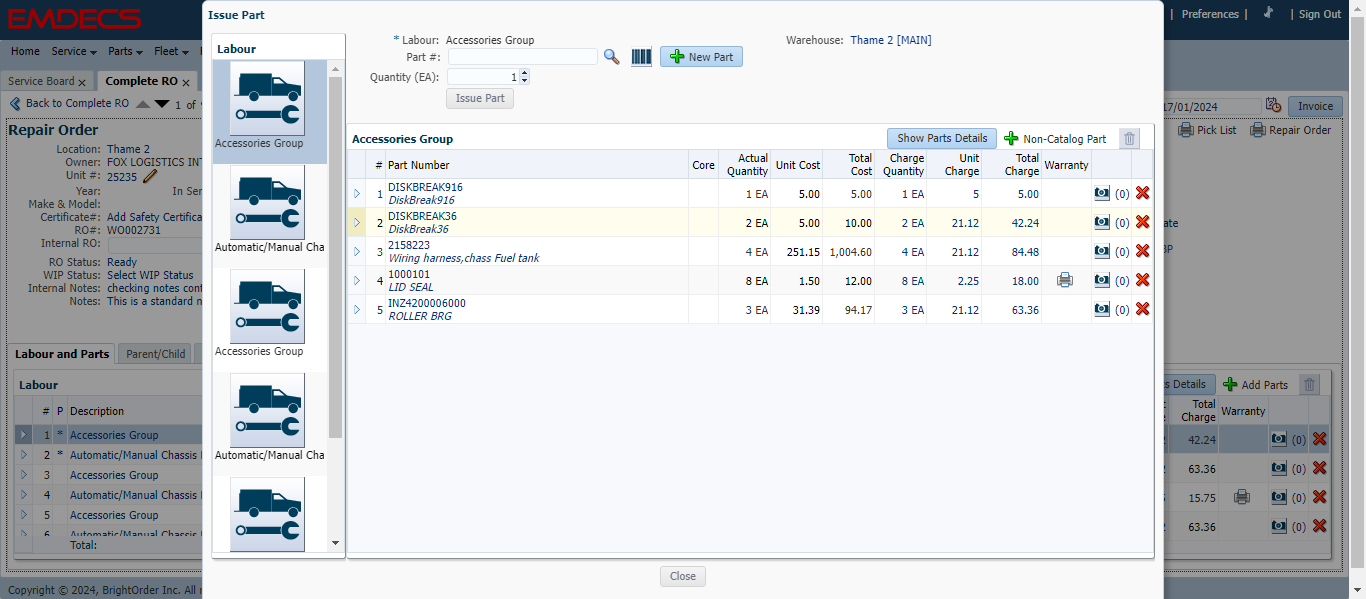 EMDECS
Preferences |
| Sign Out
Home Service Parts Fleet
Service Board x Complete RO x
Back to Complete RO 1 of
17/01/2024 Invoice
Pick List Repair Order
Repair Order
Location: Thame 2
Owner: FOX LOGISTICS INT
Unit #: 25235
Year: In Ser
Make & Model:
Certificate#: Add Safety Certifica
RO#: WO002731
Internal RO:
RO Status: Ready
WIP Status: Select WIP Status
Internal Notes: checking notes cont
Notes: This is a standard n
Labour and Parts Parent/Child
Labour
# P Description
1 * Accessories Group
2 * Automatic/Manual Chassis
3 Accessories Group
4 Automatic/Manual Chassis
5 Accessories Group
6 Automatic/Manual Chassis
Total:
Copyright © 2024, BrightOrder Inc. All r
Issue Part
Labour
Accessories Group
Automatic/Manual Cha
Accessories Group
Automatic/Manual Cha
* Labour: Accessories Group
Warehouse: Thame 2 [MAIN]
Part #:
New Part
Quantity (EA): 1
Issue Part
Accessories Group
Show Parts Details Non-Catalog Part
# Part Number Core Actual Quantity Unit Cost Total Cost Charge Quantity Unit Charge Total Charge Warranty
1 DISKBREAK916 1 EA 5.00 5.00 1 EA 5 5.00 (0)
DiskBreak916
2 DISKBREAK36 2 EA 5.00 10.00 2 EA 21.12 42.24 (0)
DiskBreak36
3 2158223 4 EA 251.15 1,004.60 4 EA 21.12 84.48 (0)
Wiring harness,chass Fuel tank
4 1000101 8 EA 1.50 12.00 8 EA 2.25 18.00 (0)
LID SEAL
5 INZ4200006000 3 EA 31.39 94.17 3 EA 21.12 63.36 (0)
ROLLER BRG
Close
ate
BP
s Details Add Parts
Total Charge Warranty
42.24 (0)
63.36 (0)
15.75 (0)
63.36 (0)